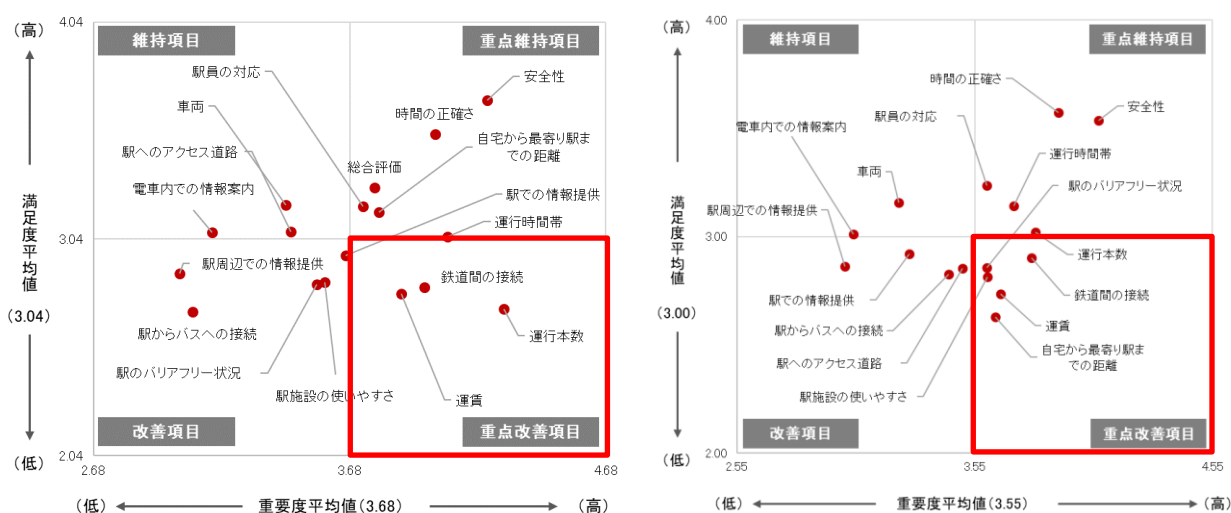 4.04
（高）
維持項目
重点維持項目
駅員の対応
安全性
車両
時間の正確さ
自宅から最寄り駅ま
での距離
駅へのアクセス道路
総合評価
電車内での情報案内
駅での情報提供
運行時間帯
満足度平均値
（3.04）
3.04
駅周辺での情報提供
鉄道間の接続
駅からバスへの接続
運行本数
駅のバリアフリー状況
駅施設の使いやすさ
運賃
改善項目
重点改善項目
（低）
2.04
2.68
3.68
4.68
（低）
重要度平均値（3.68）
（高）
4.00
（高）
維持項目
重点維持項目
時間の正確さ
安全性
駅員の対応
電車内での情報案内
運行時間帯
車両
駅のバリアフリー状況
駅周辺での情報提供
満足度平均値
（3.00）
3.00
運行本数
鉄道間の接続
駅での情報提供
駅からバスへの接続
運賃
自宅から最寄り駅ま
での距離
駅へのアクセス道路
駅施設の使いやすさ
改善項目
重点改善項目
（低）
2.00
2.55
3.55
4.55
（低）
重要度平均値（3.55）
（高）